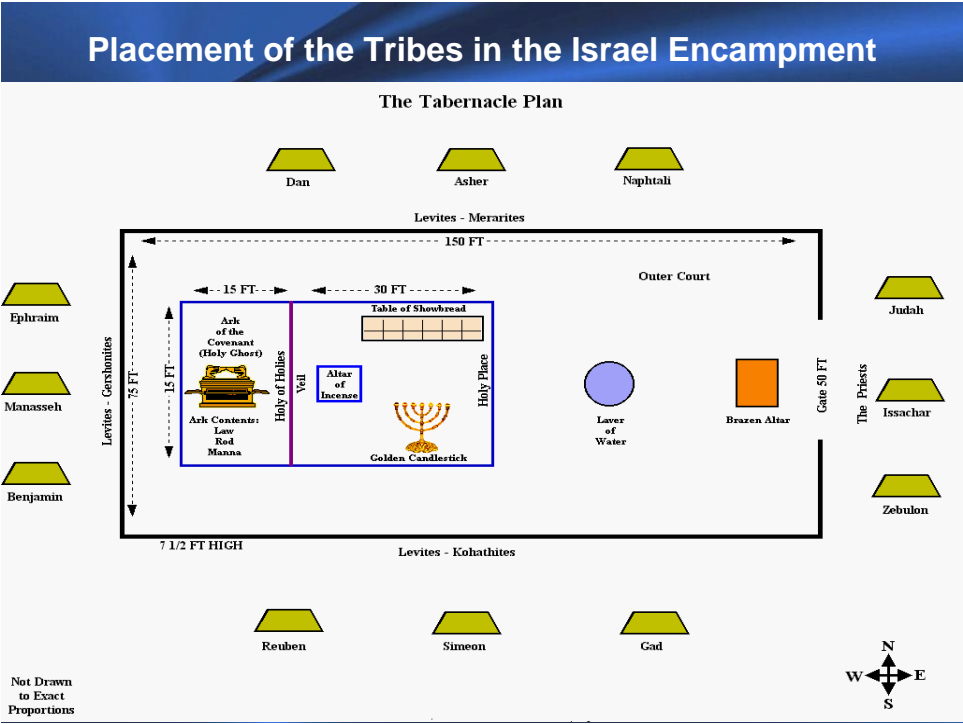 Placement of the Tribes in the Israel Encampment
The Tabernacle Plan
Dan
Asher
Naphtali
Levites - Merarites
150 FT
Outer Court
15 FT
30 FT
Ephraim
Manasseh
Benjamin
Levites - Gershonites
75 FT
15 FT
Ark
of the
Covenant
(Holy Ghost)
Ark Contents:
Law
Rod
Manna
Holy of Holies
Veil
Altar
of
Incense
Table of Showbread
Golden Candlestick
Holy Place
Laver
of
Water
Brazen Altar
Gate 50 FT
The Priests
Judah
Issachar
Zebulon
7 1/2 FT HIGH
Levites - Kohathites
Reuben
Simeon
Gad
Not Drawn
to Exact
Proportions
N
W
E
S